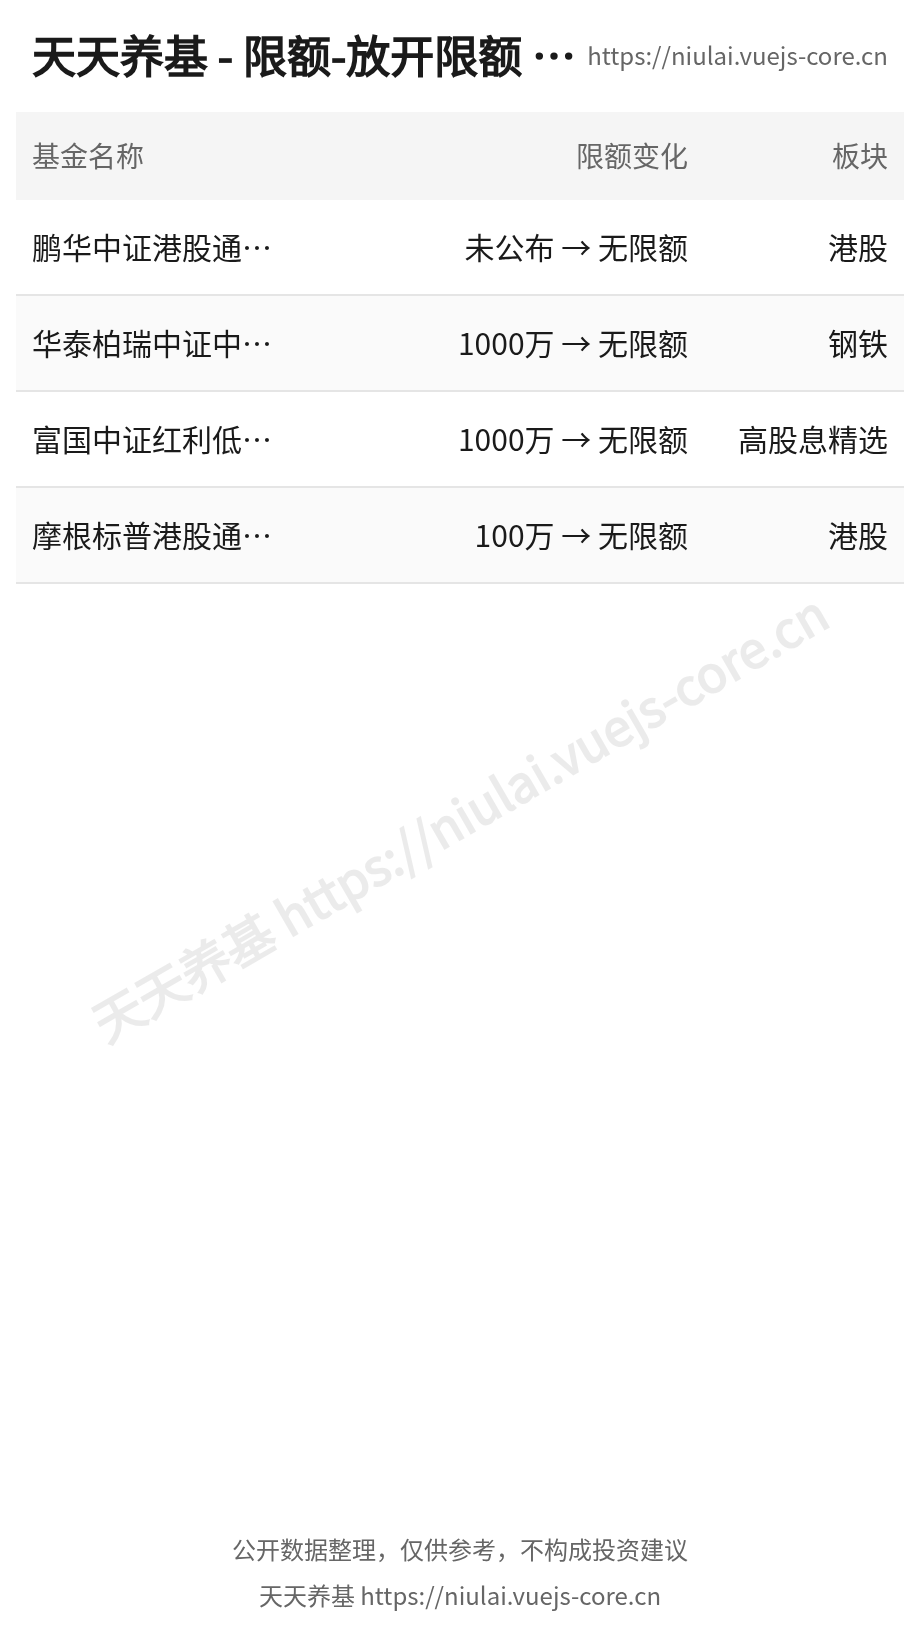 天天养基 - 限额-放开限额 … https://niulai.vuejs-core.cn
基金名称 限额变化 板块
鹏华中证港股通… 未公布 → 无限额 港股
华泰柏瑞中证中… 1000万 → 无限额 钢铁
富国中证红利低… 1000万 → 无限额 高股息精选
摩根标普港股通… 100万 → 无限额 港股
天天养基 https://niulai.vuejs-core.cn
公开数据整理，仅供参考，不构成投资建议
天天养基 https://niulai.vuejs-core.cn